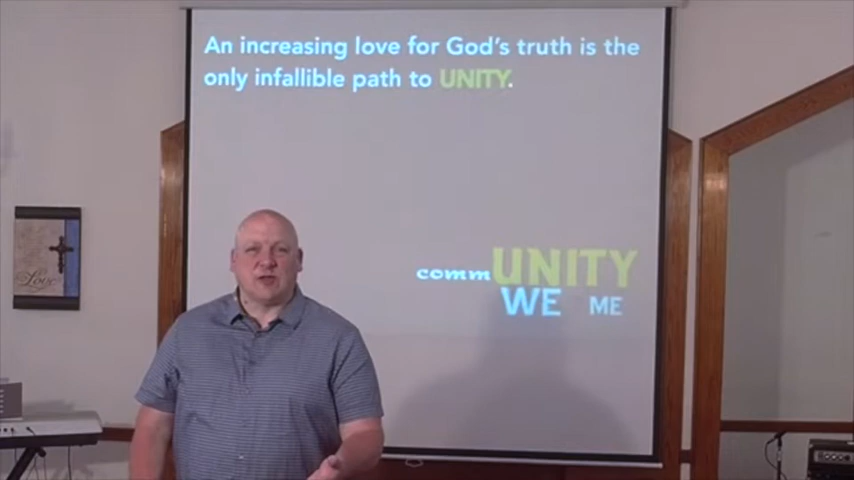 An increasing love for God's truth is the
only infallible path to UNITY.
commUNITY
WE ME
Love